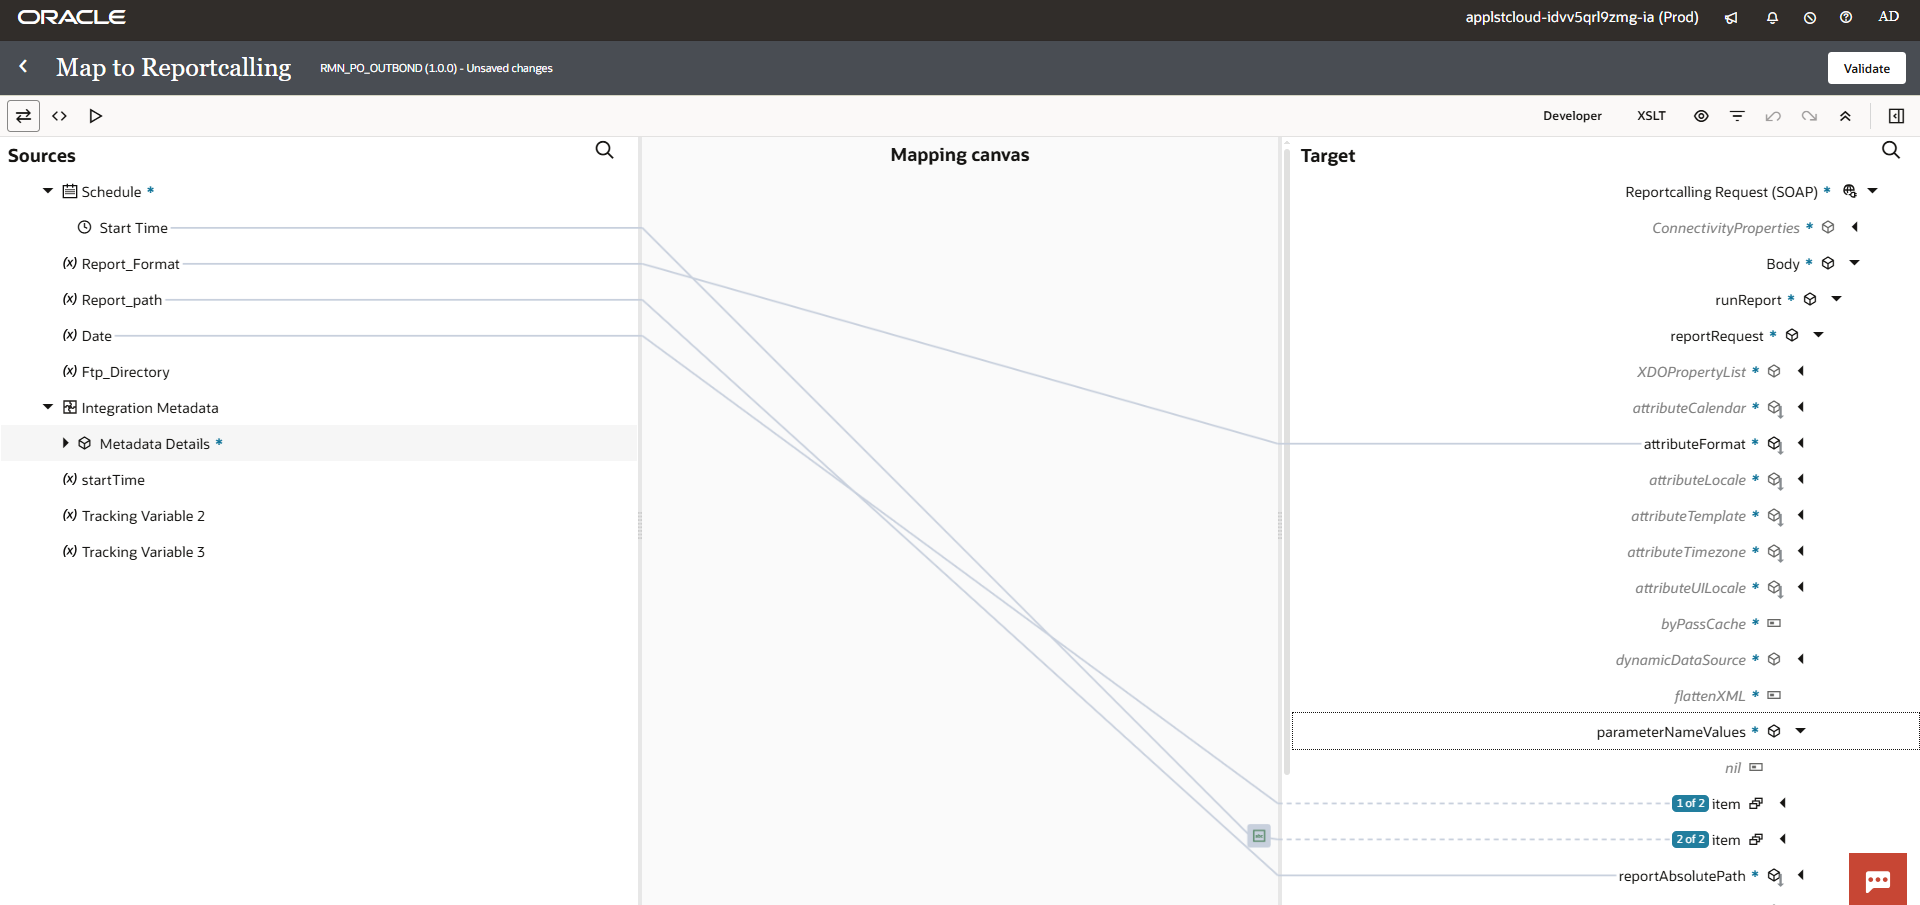 ORACLE
applstcloud-idvv5qrl9zmg-ia (Prod)
AD
Map to Reportcalling
RMN_PO_OUTBOND (1.0.0) - Unsaved changes
Validate
Developer
XSLT
Sources
Mapping canvas
Target
Schedule *
Start Time
(x) Report_Format
(x) Report_path
(x) Date
(x) Ftp_Directory
Integration Metadata
Metadata Details *
(x) startTime
(x) Tracking Variable 2
(x) Tracking Variable 3
Reportcalling Request (SOAP) *
ConnectivityProperties *
Body *
runReport *
reportRequest *
XDOPropertyList *
attributeCalendar *
attributeFormat *
attributeLocale *
attributeTemplate *
attributeTimezone *
attributeUILocale *
byPassCache *
dynamicDataSource *
flattenXML *
parameterNameValues *
nil
1 of 2 item
2 of 2 item
reportAbsolutePath *